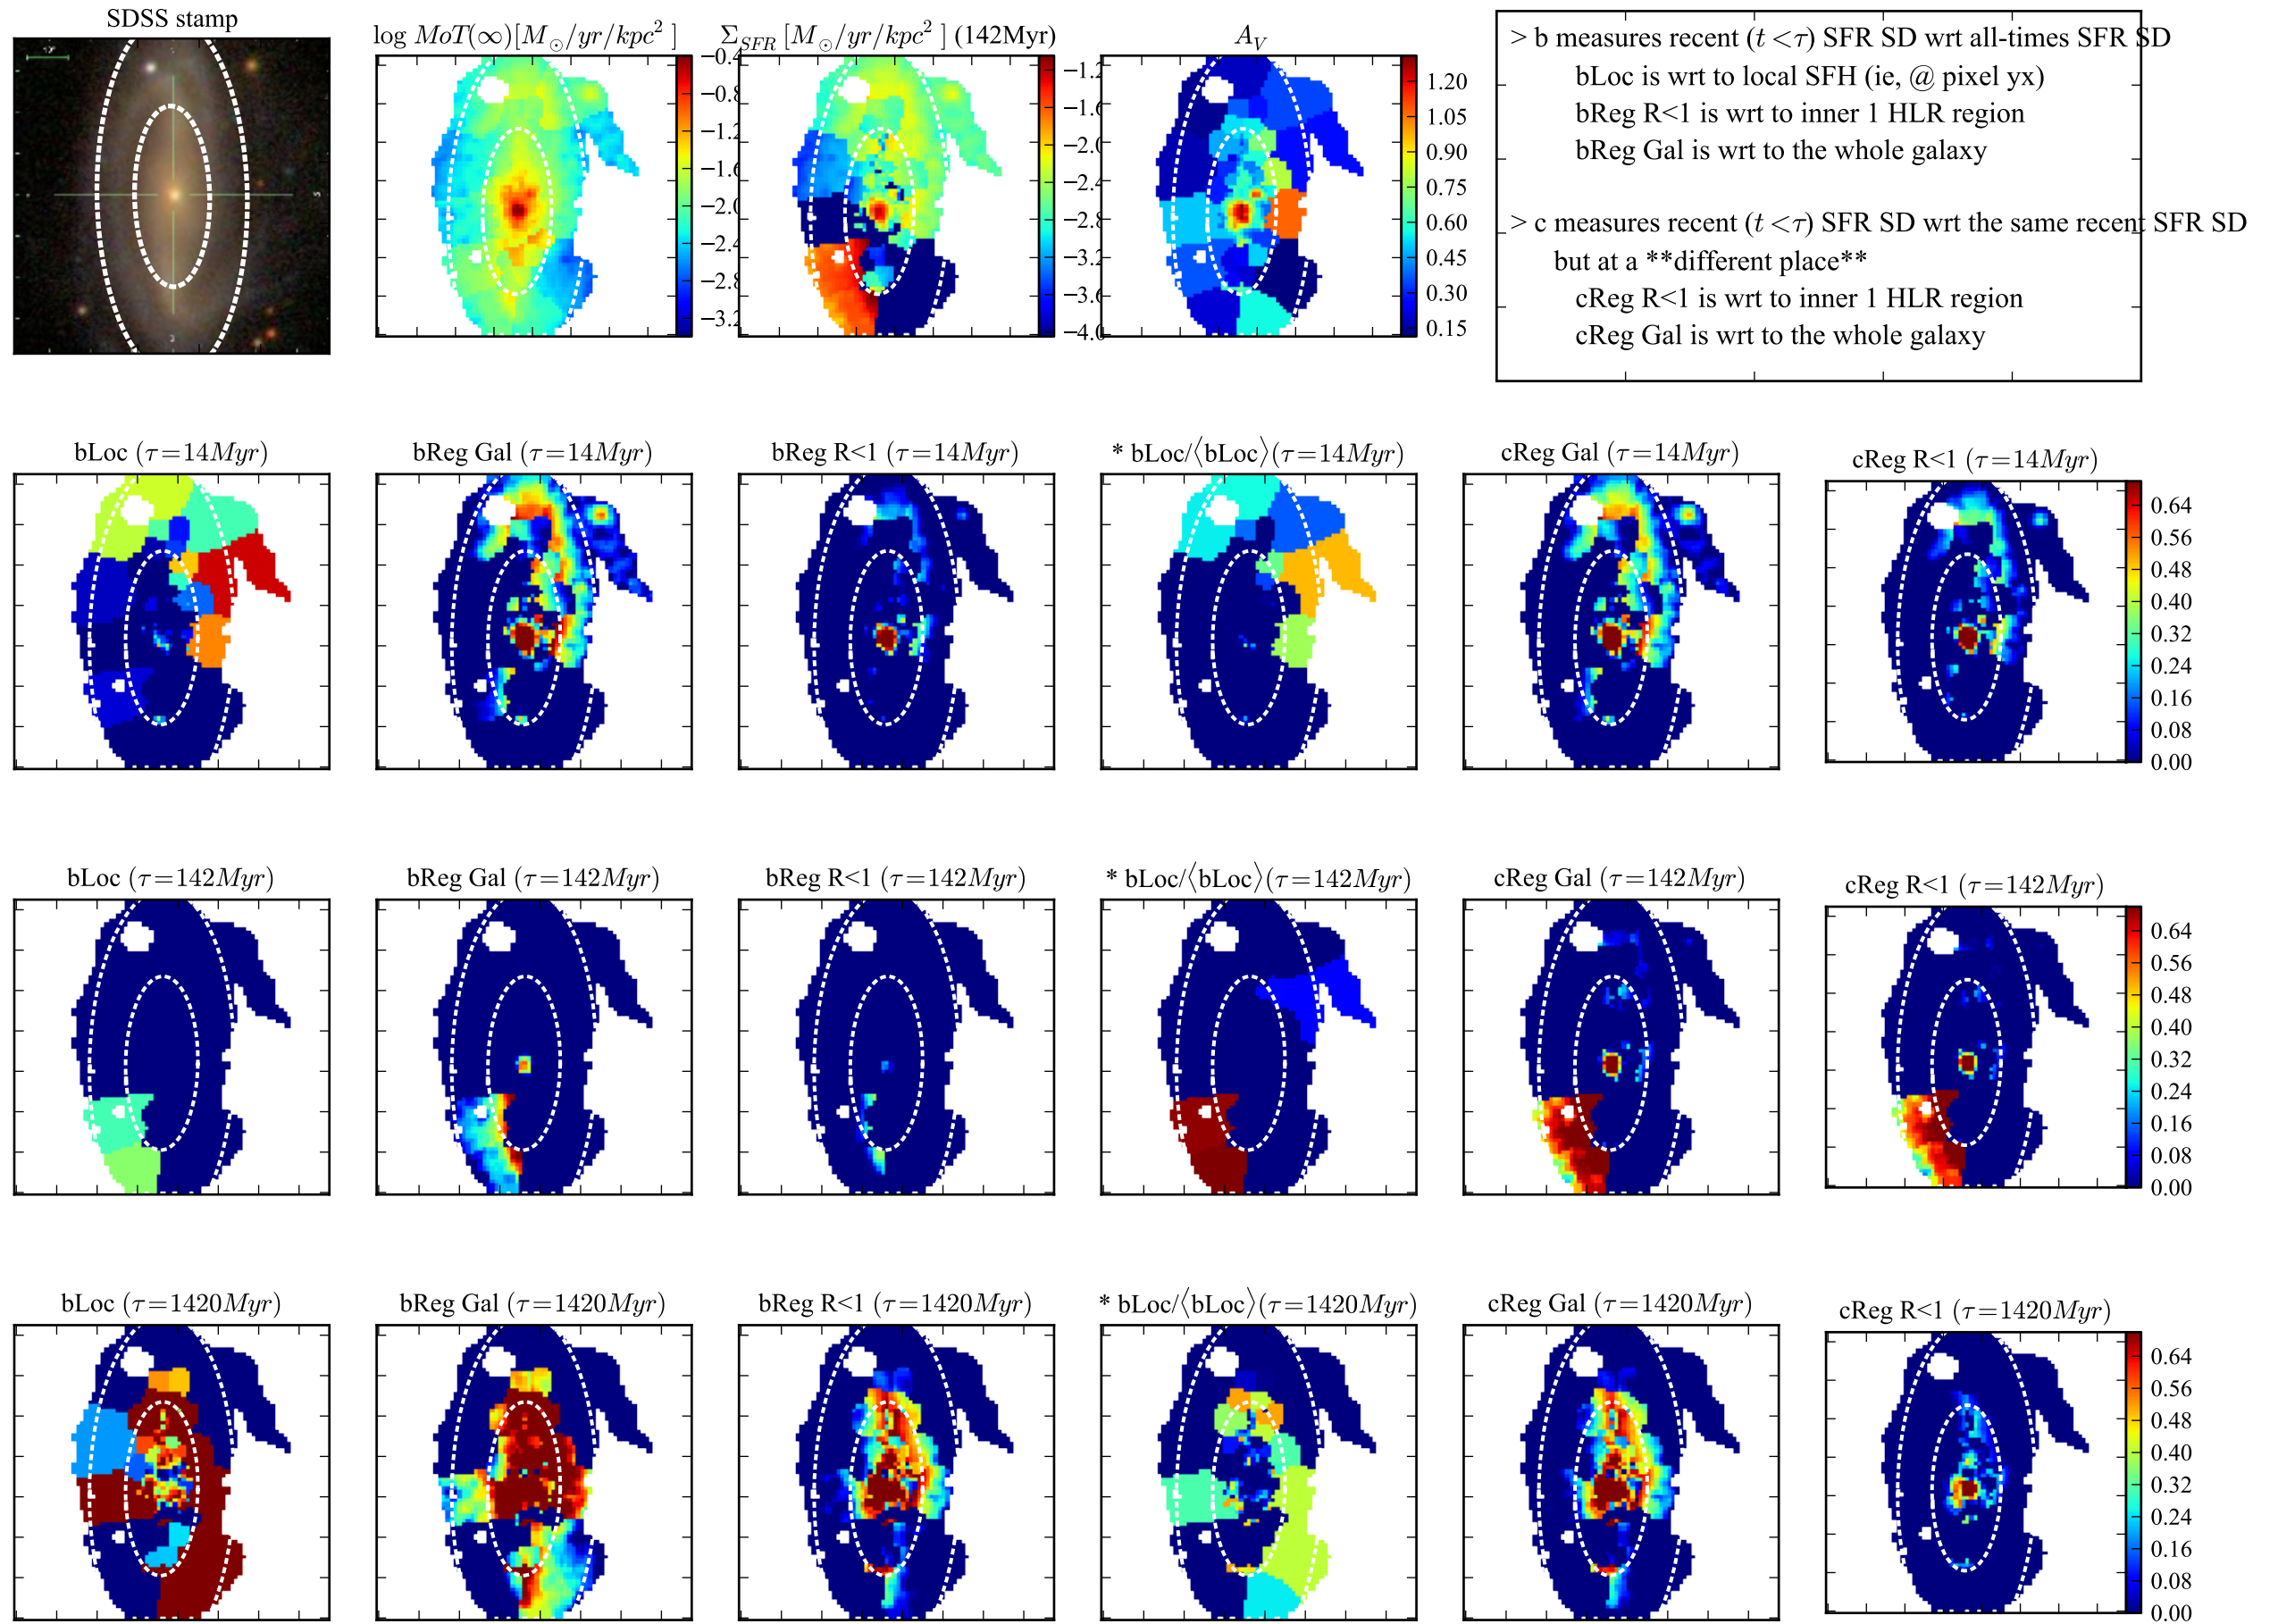 SDSS stamp
log MoT(∞)[M⊙/yr/kpc² ]
Σ_SFR [M⊙/yr/kpc² ] (142Myr)
A_V
−0.4
−0.8
−1.2
−1.6
−2.0
−2.4
−2.8
−3.2
−1.2
−1.6
−2.0
−2.4
−2.8
−3.2
−3.6
−4.0
1.20
1.05
0.90
0.75
0.60
0.45
0.30
0.15
> b measures recent (t <τ) SFR SD wrt all-times SFR SD
bLoc is wrt to local SFH (ie, @ pixel yx)
bReg R<1 is wrt to inner 1 HLR region
bReg Gal is wrt to the whole galaxy
> c measures recent (t <τ) SFR SD wrt the same recent SFR SD
but at a **different place**
cReg R<1 is wrt to inner 1 HLR region
cReg Gal is wrt to the whole galaxy
bLoc (τ=14Myr)
bReg Gal (τ=14Myr)
bReg R<1 (τ=14Myr)
* bLoc/⟨bLoc⟩(τ=14Myr)
cReg Gal (τ=14Myr)
cReg R<1 (τ=14Myr)
0.64
0.56
0.48
0.40
0.32
0.24
0.16
0.08
0.00
bLoc (τ=142Myr)
bReg Gal (τ=142Myr)
bReg R<1 (τ=142Myr)
* bLoc/⟨bLoc⟩(τ=142Myr)
cReg Gal (τ=142Myr)
cReg R<1 (τ=142Myr)
0.64
0.56
0.48
0.40
0.32
0.24
0.16
0.08
0.00
bLoc (τ=1420Myr)
bReg Gal (τ=1420Myr)
bReg R<1 (τ=1420Myr)
* bLoc/⟨bLoc⟩(τ=1420Myr)
cReg Gal (τ=1420Myr)
cReg R<1 (τ=1420Myr)
0.64
0.56
0.48
0.40
0.32
0.24
0.16
0.08
0.00